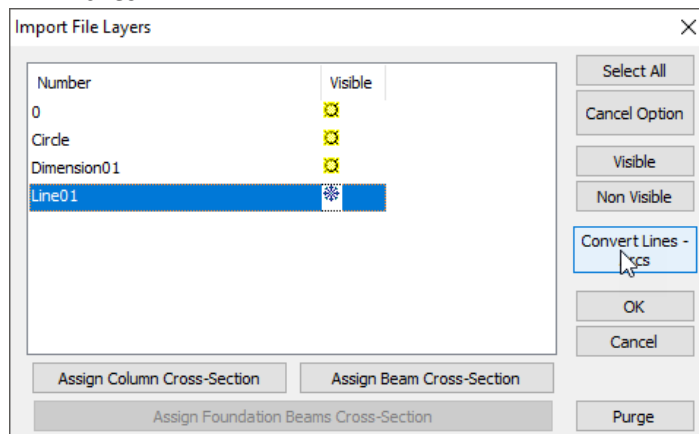 Import File Layers
Number Visible
0
Circle
Dimension01
Line01
Select All
Cancel Option
Visible
Non Visible
Convert Lines -
rcs
OK
Cancel
Assign Column Cross-Section Assign Beam Cross-Section
Assign Foundation Beams Cross-Section Purge